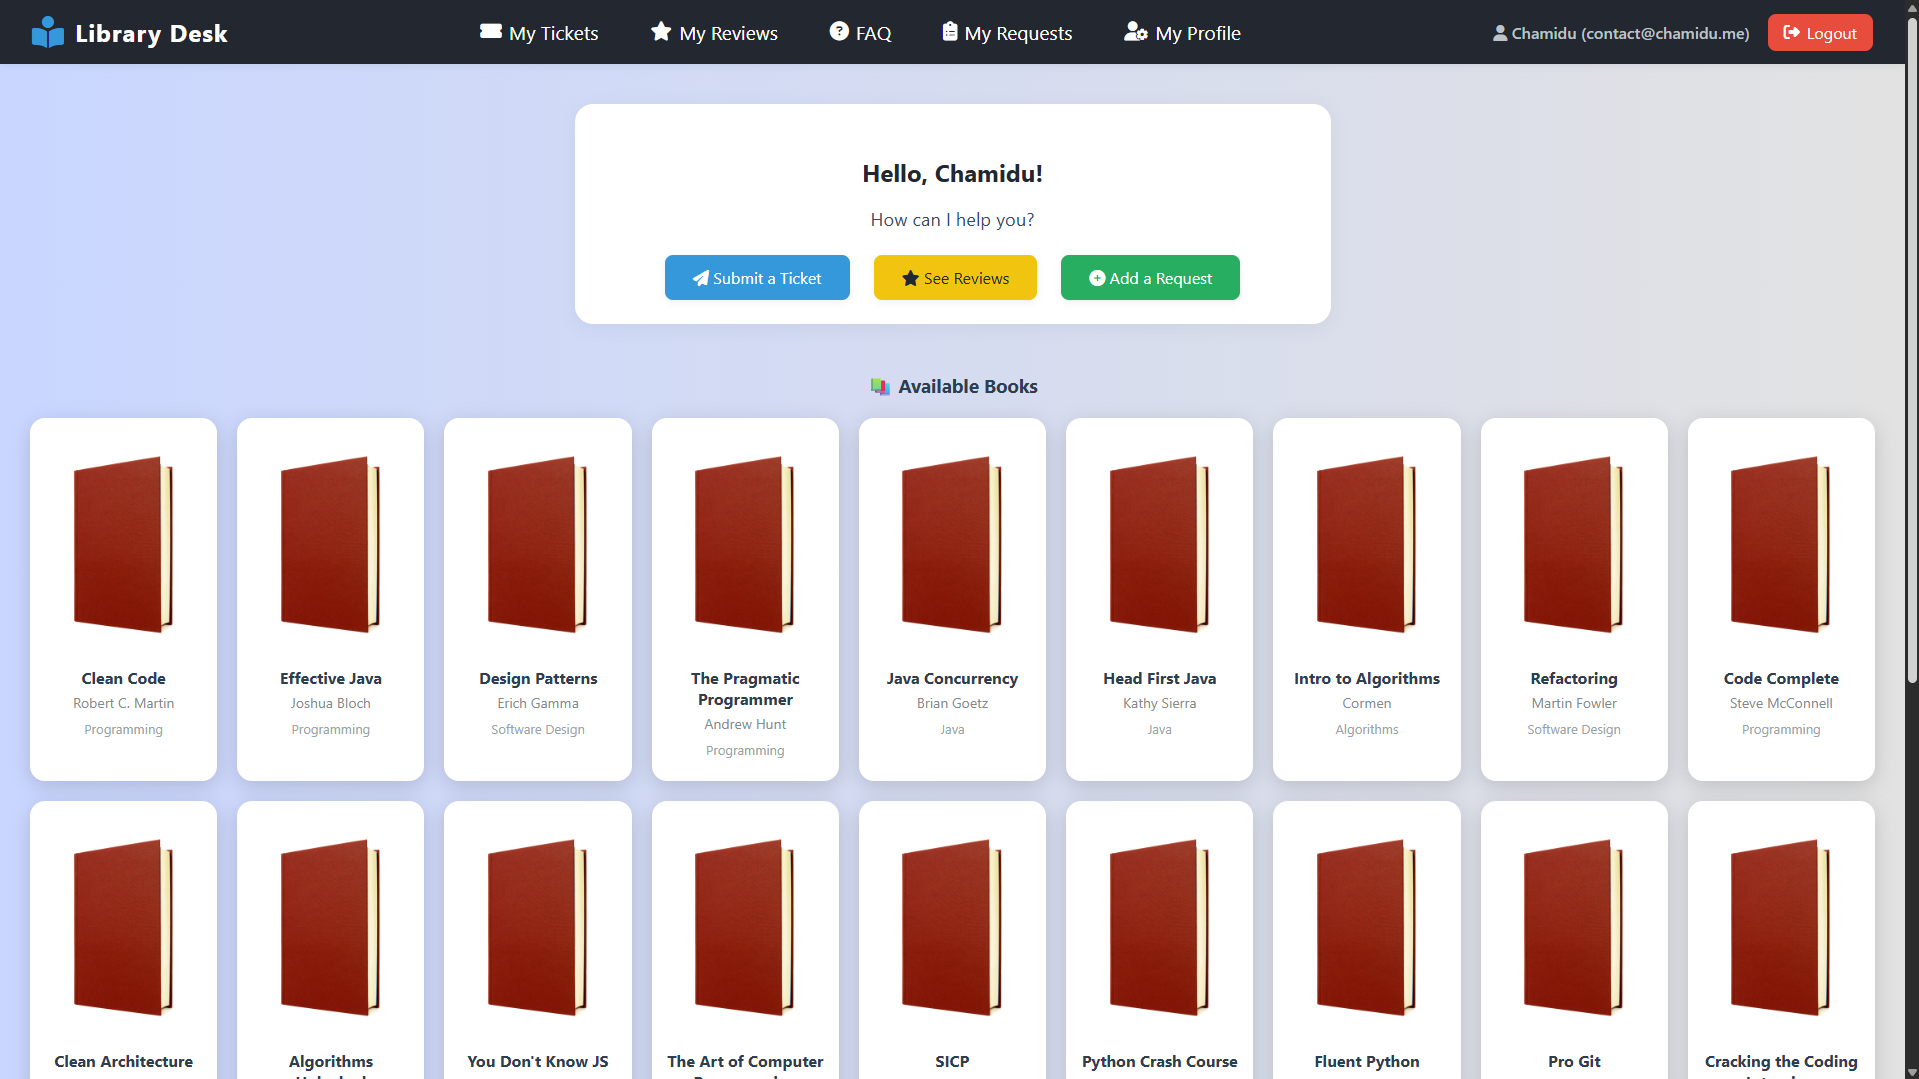 Library Desk
My Tickets
My Reviews
FAQ
My Requests
My Profile
Chamidu (contact@chamidu.me)
Logout
Hello, Chamidu!
How can I help you?
Submit a Ticket
See Reviews
Add a Request
Available Books
Clean Code
Robert C. Martin
Programming
Effective Java
Joshua Bloch
Programming
Design Patterns
Erich Gamma
Software Design
The Pragmatic
Programmer
Andrew Hunt
Programming
Java Concurrency
Brian Goetz
Java
Head First Java
Kathy Sierra
Java
Intro to Algorithms
Cormen
Algorithms
Refactoring
Martin Fowler
Software Design
Code Complete
Steve McConnell
Programming
Clean Architecture
Algorithms
You Don't Know JS
The Art of Computer
SICP
Python Crash Course
Fluent Python
Pro Git
Cracking the Coding